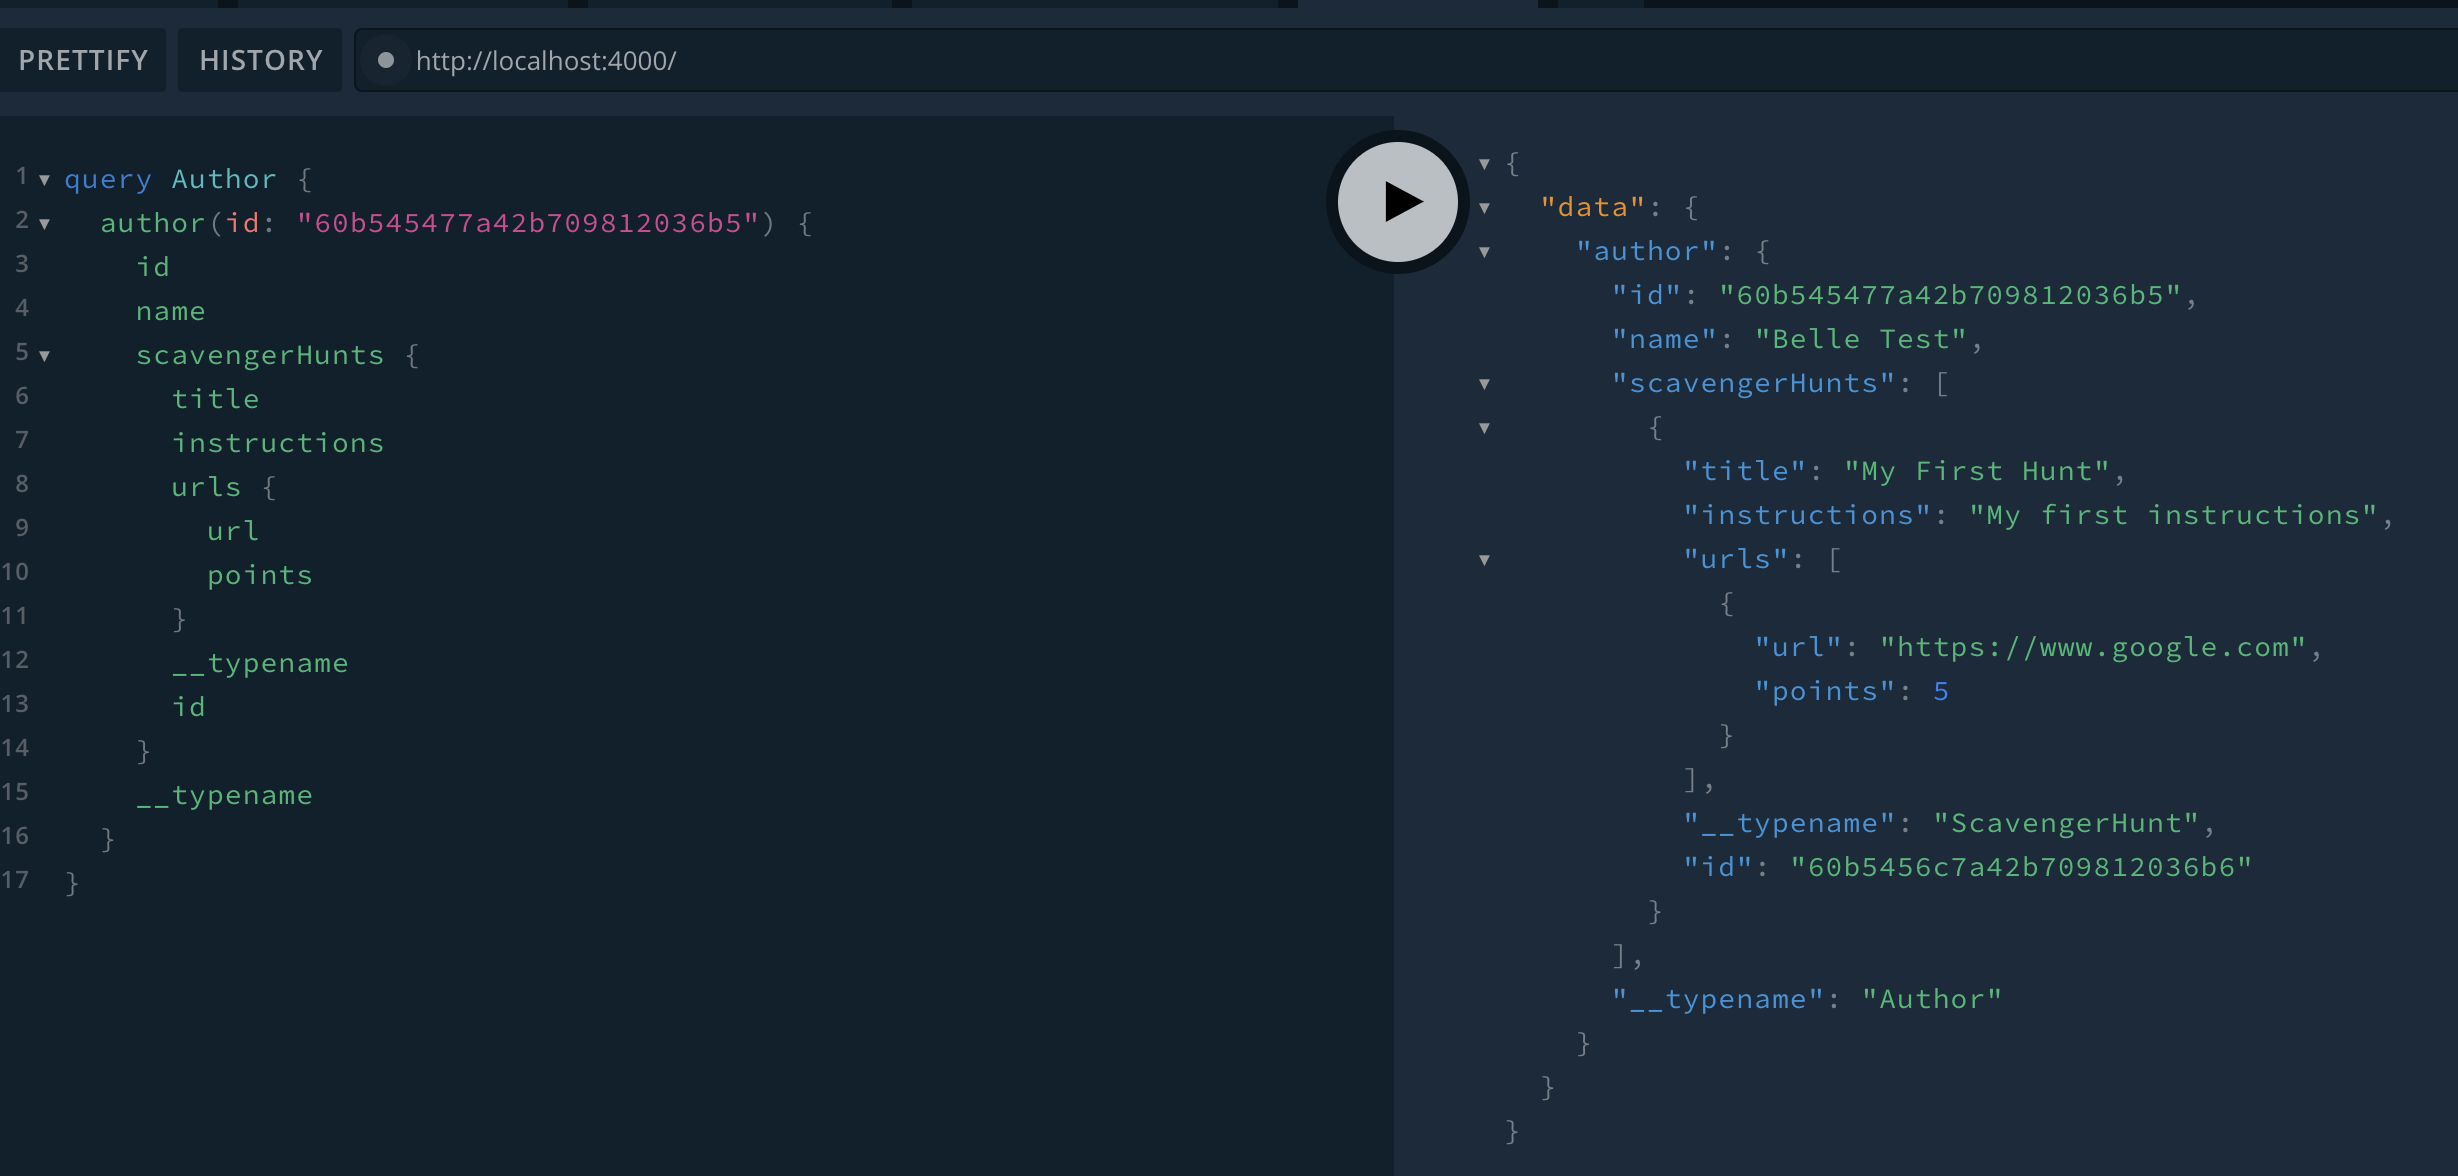 PRETTIFY HISTORY http://localhost:4000/
1 query Author {
2 author(id: "60b545477a42b709812036b5") {
3 id
4 name
5 scavengerHunts {
6 title
7 instructions
8 urls {
9 url
10 points
11 }
12 __typename
13 id
14 }
15 __typename
16 }
17 }
{
"data": {
"author": {
"id": "60b545477a42b709812036b5",
"name": "Belle Test",
"scavengerHunts": [
{
"title": "My First Hunt",
"instructions": "My first instructions",
"urls": [
{
"url": "https://www.google.com",
"points": 5
}
],
"__typename": "ScavengerHunt",
"id": "60b5456c7a42b709812036b6"
}
],
"__typename": "Author"
}
}
}